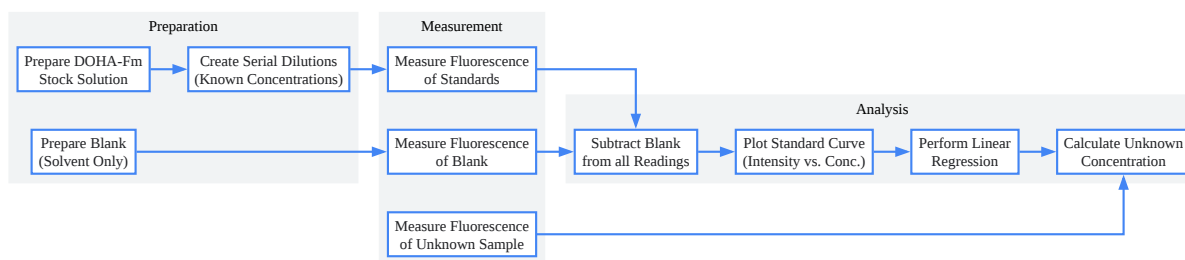 Preparation
Prepare DOHA-Fm
Stock Solution
Create Serial Dilutions
(Known Concentrations)
Prepare Blank
(Solvent Only)
Measurement
Measure Fluorescence
of Standards
Measure Fluorescence
of Blank
Measure Fluorescence
of Unknown Sample
Analysis
Subtract Blank
from all Readings
Plot Standard Curve
(Intensity vs. Conc.)
Perform Linear
Regression
Calculate Unknown
Concentration